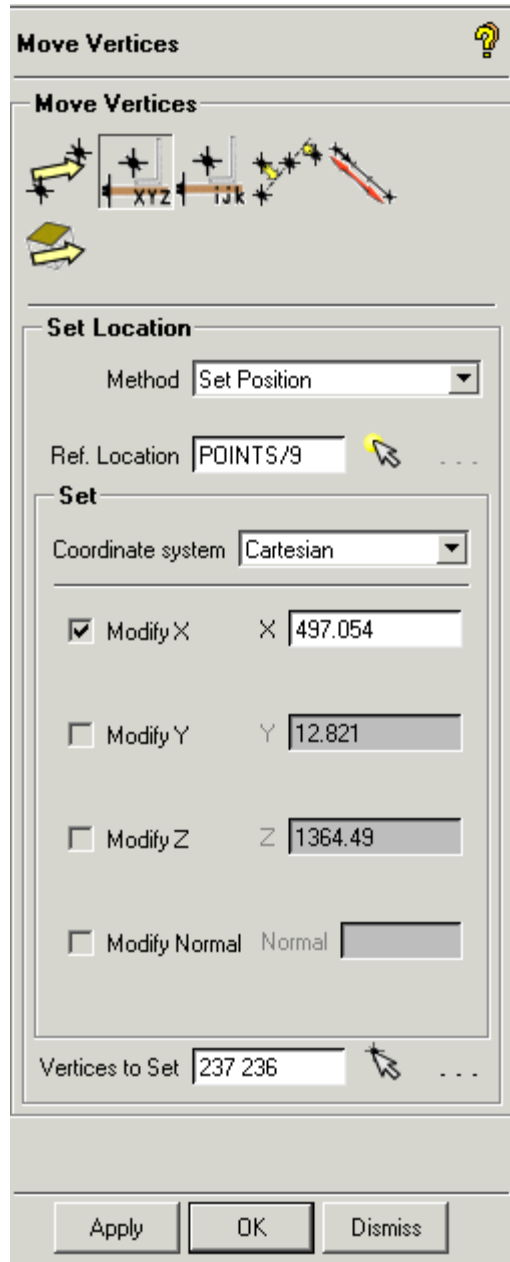 Move Vertices
Move Vertices
XYZ ijk
Set Location
Method Set Position
Ref. Location POINTS/9 ...
Set
Coordinate system Cartesian
Modify X X 497.054
Modify Y Y 12.821
Modify Z Z 1364.49
Modify Normal Normal
Vertices to Set 237 236 ...
Apply OK Dismiss